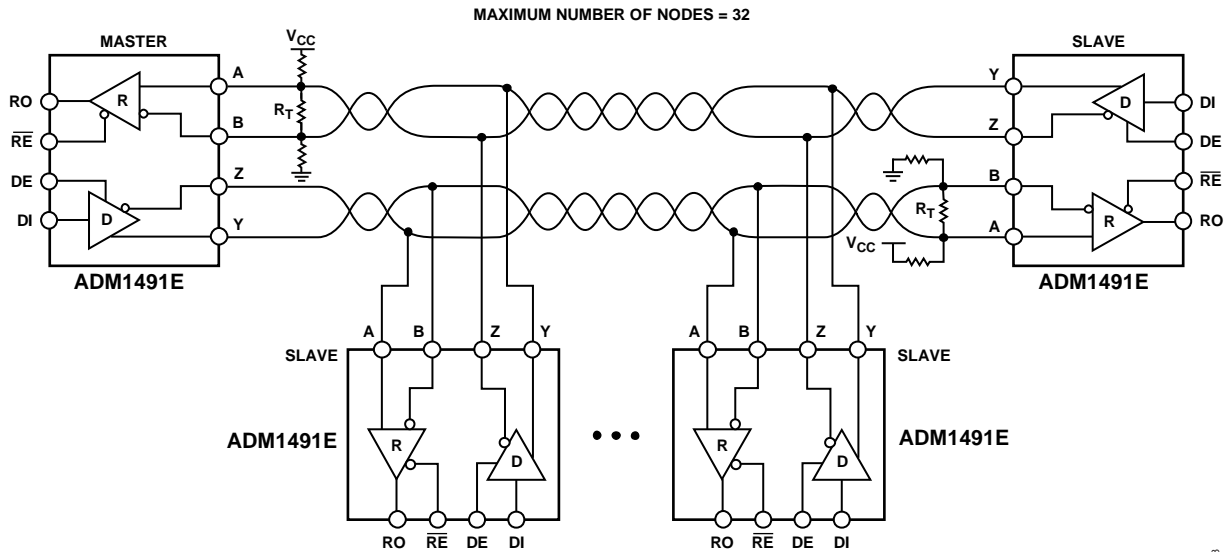 MAXIMUM NUMBER OF NODES = 32
MASTER
SLAVE
VCC
A
RO
R
RT
B
RE
DE
Z
DI
D
Y
ADM1491E
Y
D
DI
Z
DE
B
RE
RT
R
RO
A
VCC
ADM1491E
A B Z Y
SLAVE
ADM1491E
R
D
RO RE DE DI
A B Z Y
SLAVE
ADM1491E
R
D
RO RE DE DI